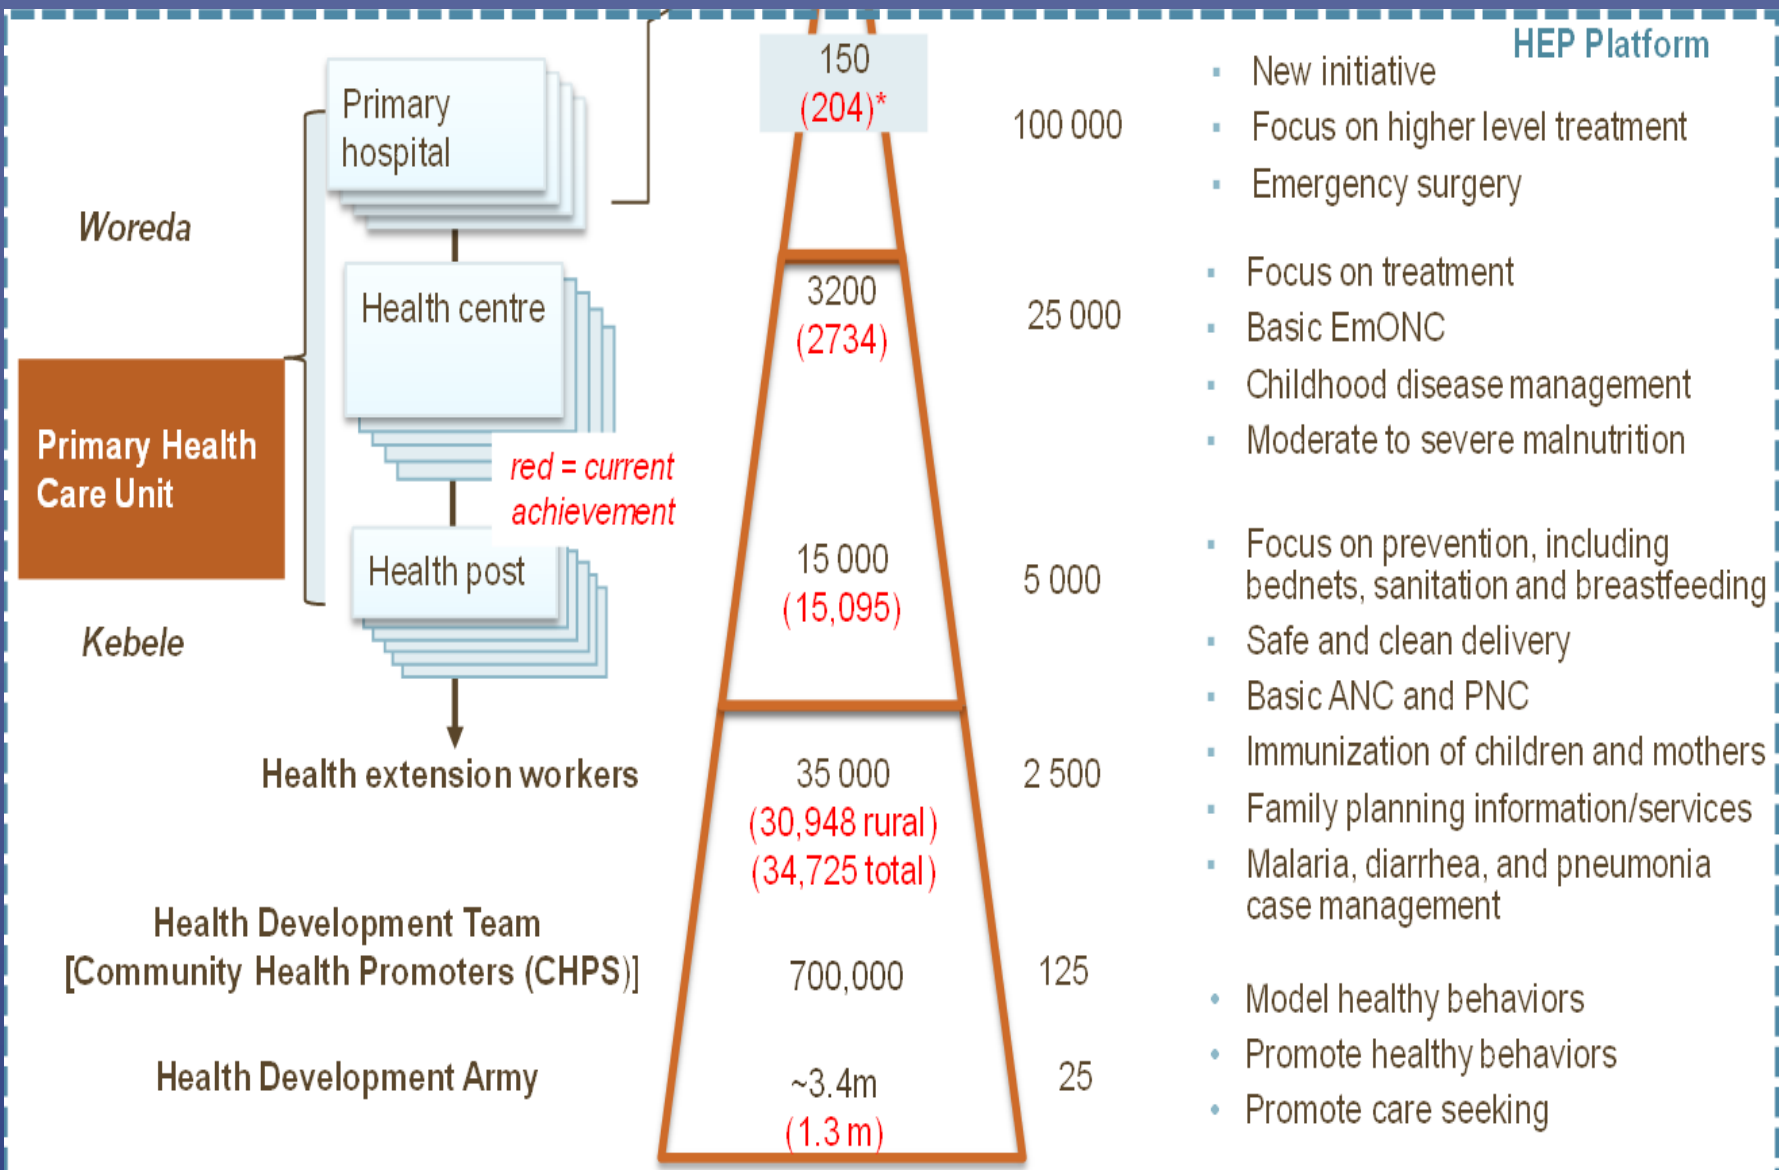 HEP Platform
Primary
hospital
150
(204)*
100 000
New initiative
Focus on higher level treatment
Emergency surgery
Woreda
Health centre
3200
(2734)
25 000
Focus on treatment
Basic EmONC
Childhood disease management
Moderate to severe malnutrition
Primary Health
Care Unit
red = current
achievement
Health post
15 000
(15,095)
5 000
Focus on prevention, including
bednets, sanitation and breastfeeding
Safe and clean delivery
Basic ANC and PNC
Immunization of children and mothers
Family planning information/services
Malaria, diarrhea, and pneumonia
case management
Kebele
Health extension workers
35 000
(30,948 rural)
(34,725 total)
2 500
Health Development Team
[Community Health Promoters (CHPS)]
700,000
125
Model healthy behaviors
Promote healthy behaviors
Promote care seeking
Health Development Army
~3.4m
(1.3 m)
25